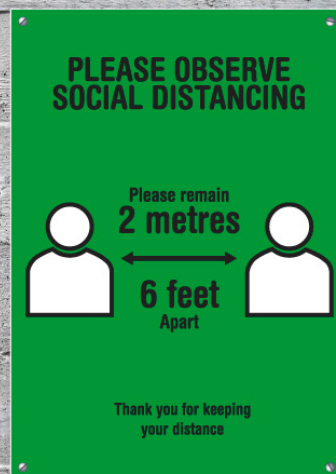 PLEASE OBSERVE
SOCIAL DISTANCING
Please remain
2 metres
6 feet
Apart
Thank you for keeping
your distance